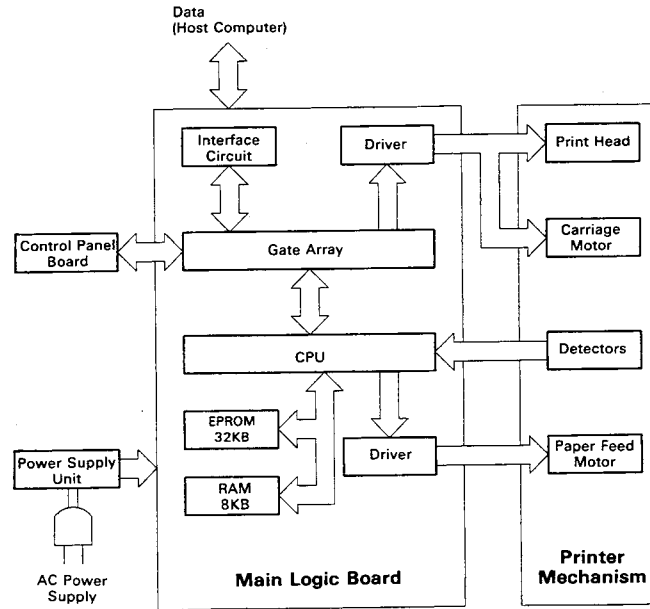 Data
(Host Computer)
Interface
Circuit
Driver
Print Head
Control Panel
Board
Gate Array
Carriage
Motor
CPU
Detectors
EPROM
32KB
Power Supply
Unit
Driver
Paper Feed
Motor
RAM
8KB
AC Power
Supply
Main Logic Board
Printer
Mechanism